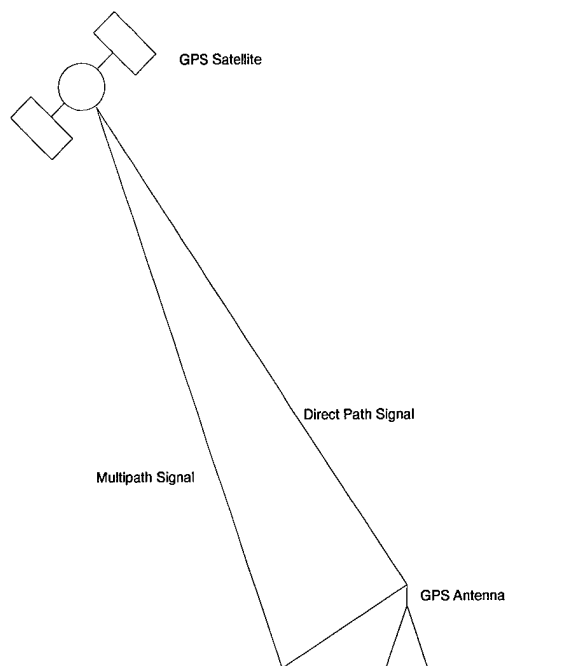 GPS Satellite
Direct Path Signal
Multipath Signal
GPS Antenna